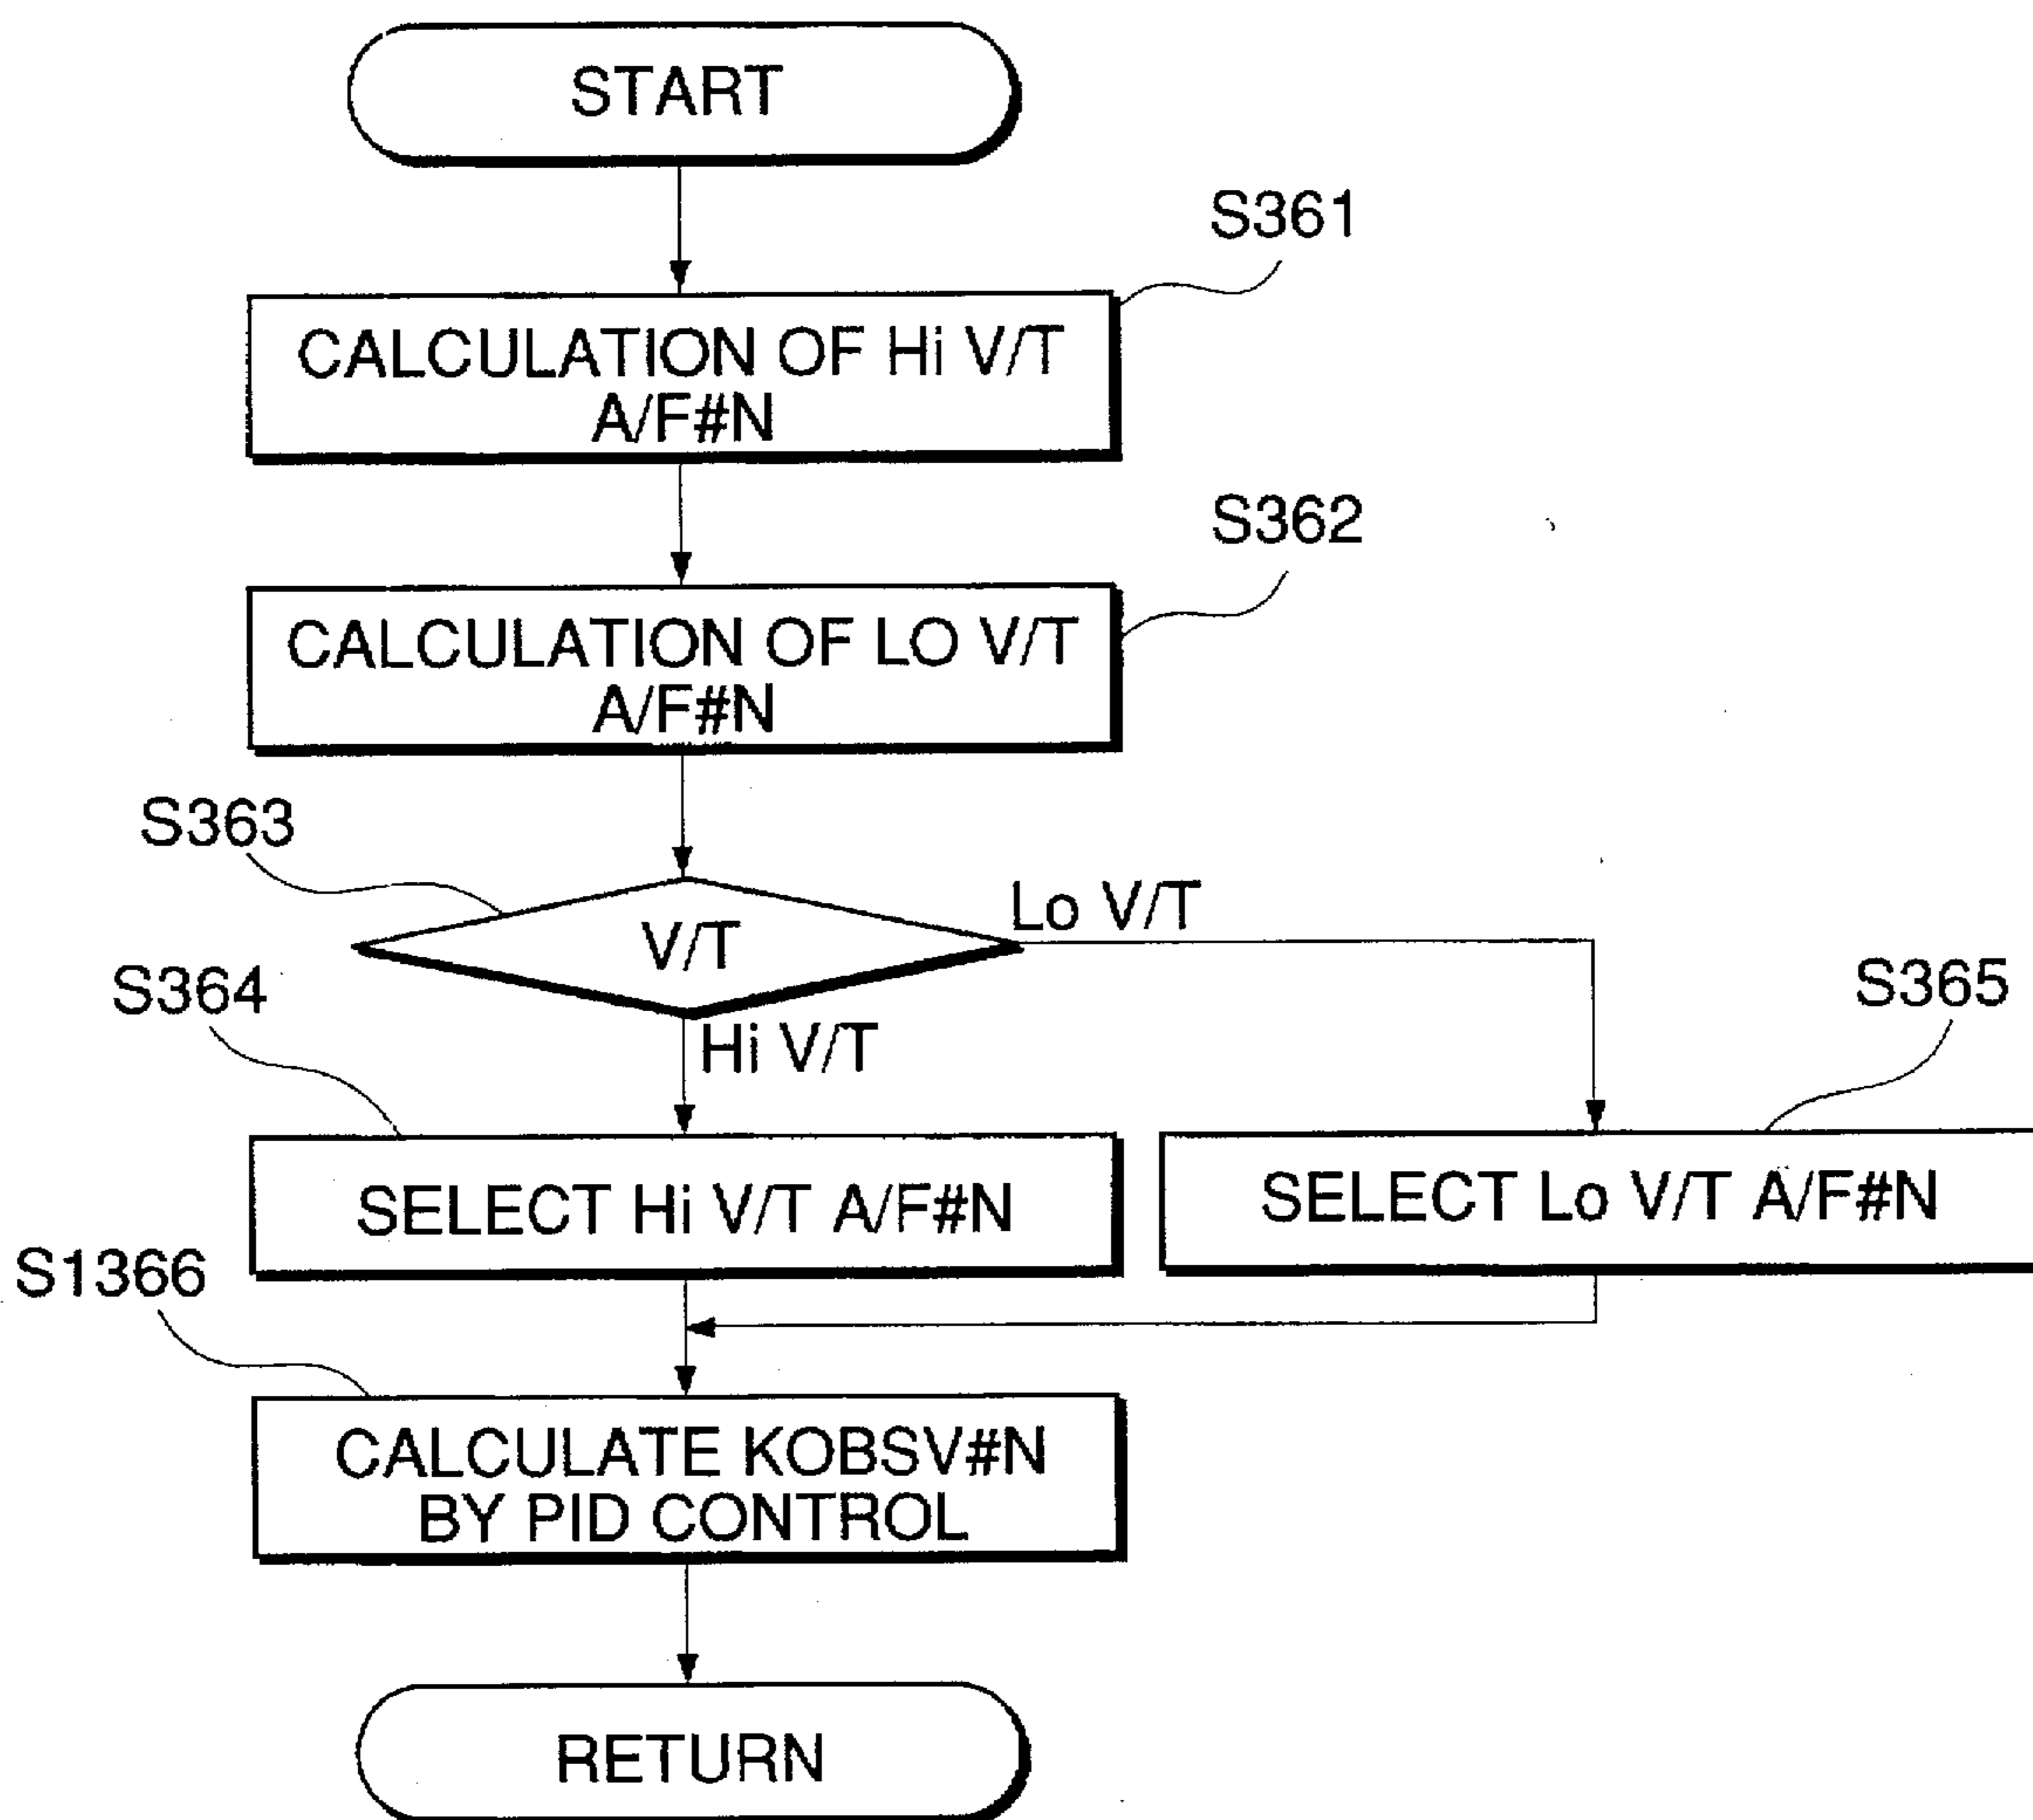 START
S361
CALCULATION OF Hi V/T
A/F#N
S362
CALCULATION OF LO V/T
A/F#N
S363
V/T
Lo V/T
Hi V/T
S364
S365
SELECT Hi V/T A/F#N
SELECT Lo V/T A/F#N
S1366
CALCULATE KOBSV#N
BY PID CONTROL
RETURN